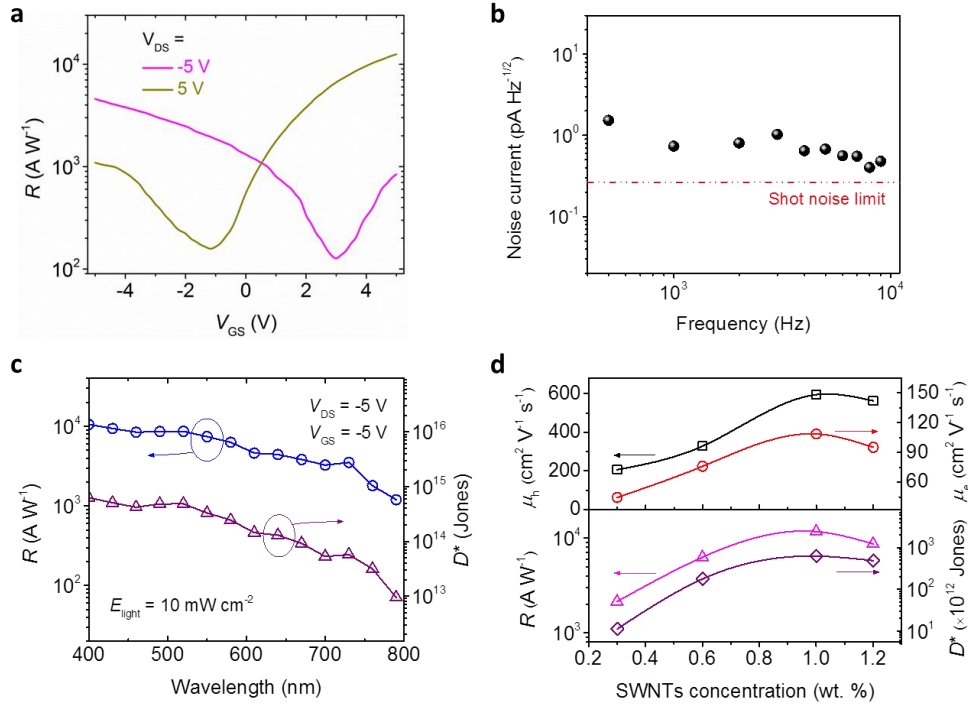 a
V_DS =
-5 V
5 V
R (A W⁻¹)
10⁴
10³
10²
-4 -2 0 2 4
V_GS (V)
b
Noise current (pA Hz⁻¹/²)
10¹
10⁰
10⁻¹
Shot noise limit
10³ 10⁴
Frequency (Hz)
c
V_DS = -5 V
V_GS = -5 V
R (A W⁻¹)
10⁴
10³
10²
D* (Jones)
10¹⁶
10¹⁵
10¹⁴
10¹³
E_light = 10 mW cm⁻²
400 500 600 700 800
Wavelength (nm)
d
μ_h (cm² V⁻¹ s⁻¹)
600
400
200
0
μ_e (cm² V⁻¹ s⁻¹)
150
120
90
60
R (A W⁻¹)
10⁴
10³
D* (×10¹² Jones)
10³
10²
10¹
0.2 0.4 0.6 0.8 1.0 1.2
SWNTs concentration (wt. %)